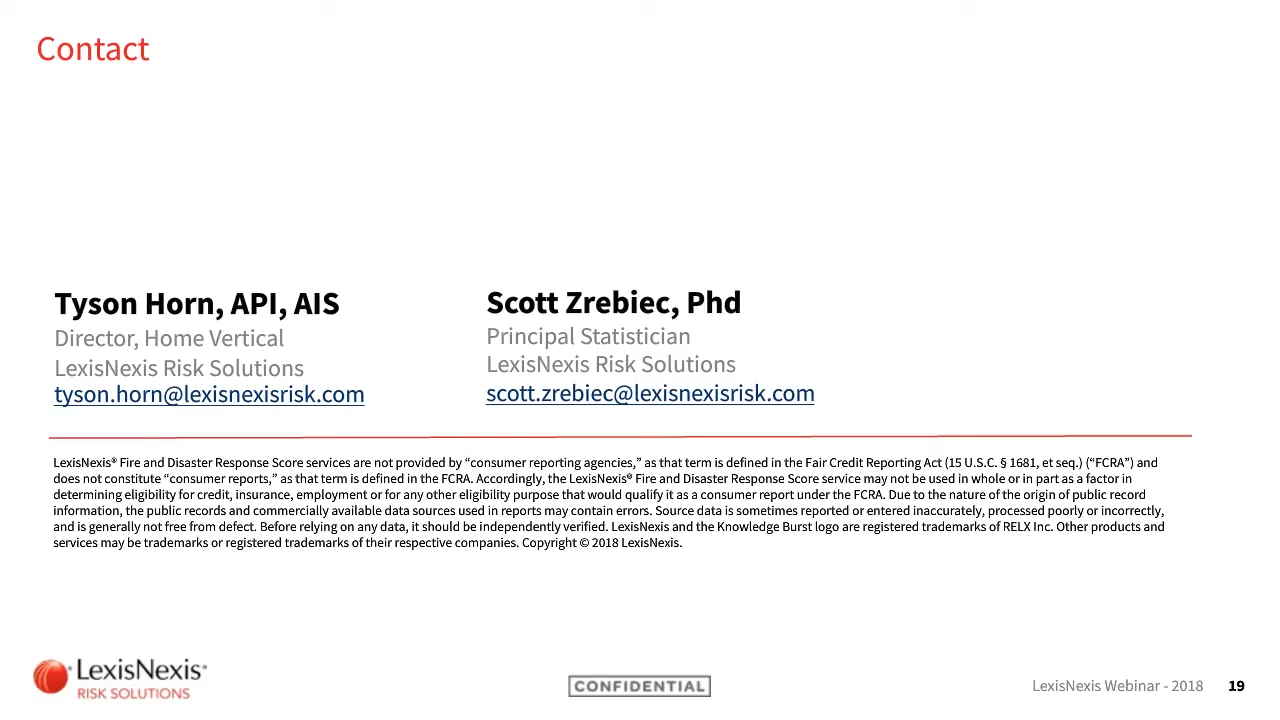 Contact
Tyson Horn, API, AIS
Director, Home Vertical
LexisNexis Risk Solutions
tyson.horn@lexisnexisrisk.com
Scott Zrebiec, Phd
Principal Statistician
LexisNexis Risk Solutions
scott.zrebiec@lexisnexisrisk.com
LexisNexis® Fire and Disaster Response Score services are not provided by “consumer reporting agencies,” as that term is defined in the Fair Credit Reporting Act (15 U.S.C. § 1681, et seq.) (“FCRA”) and
does not constitute “consumer reports,” as that term is defined in the FCRA. Accordingly, the LexisNexis® Fire and Disaster Response Score service may not be used in whole or in part as a factor in
determining eligibility for credit, insurance, employment or for any other eligibility purpose that would qualify it as a consumer report under the FCRA. Due to the nature of the origin of public record
information, the public records and commercially available data sources used in reports may contain errors. Source data is sometimes reported or entered inaccurately, processed poorly or incorrectly,
and is generally not free from defect. Before relying on any data, it should be independently verified. LexisNexis and the Knowledge Burst logo are registered trademarks of RELX Inc. Other products and
services may be trademarks or registered trademarks of their respective companies. Copyright © 2018 LexisNexis.
LexisNexis®
RISK SOLUTIONS
CONFIDENTIAL
LexisNexis Webinar - 2018 19